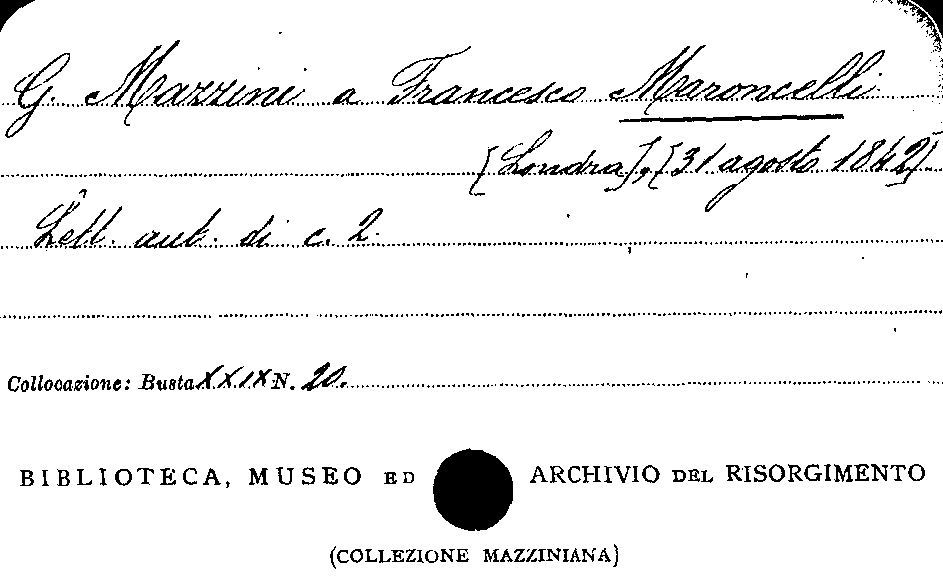 G. Mazzini a Francesco Maroncelli
[Londra], [31 agosto 1842].
Lett. aut. di c. 2.
Collocazione: Busta XXIX N. 20.
BIBLIOTECA, MUSEO ED ARCHIVIO DEL RISORGIMENTO
(COLLEZIONE MAZZINIANA)